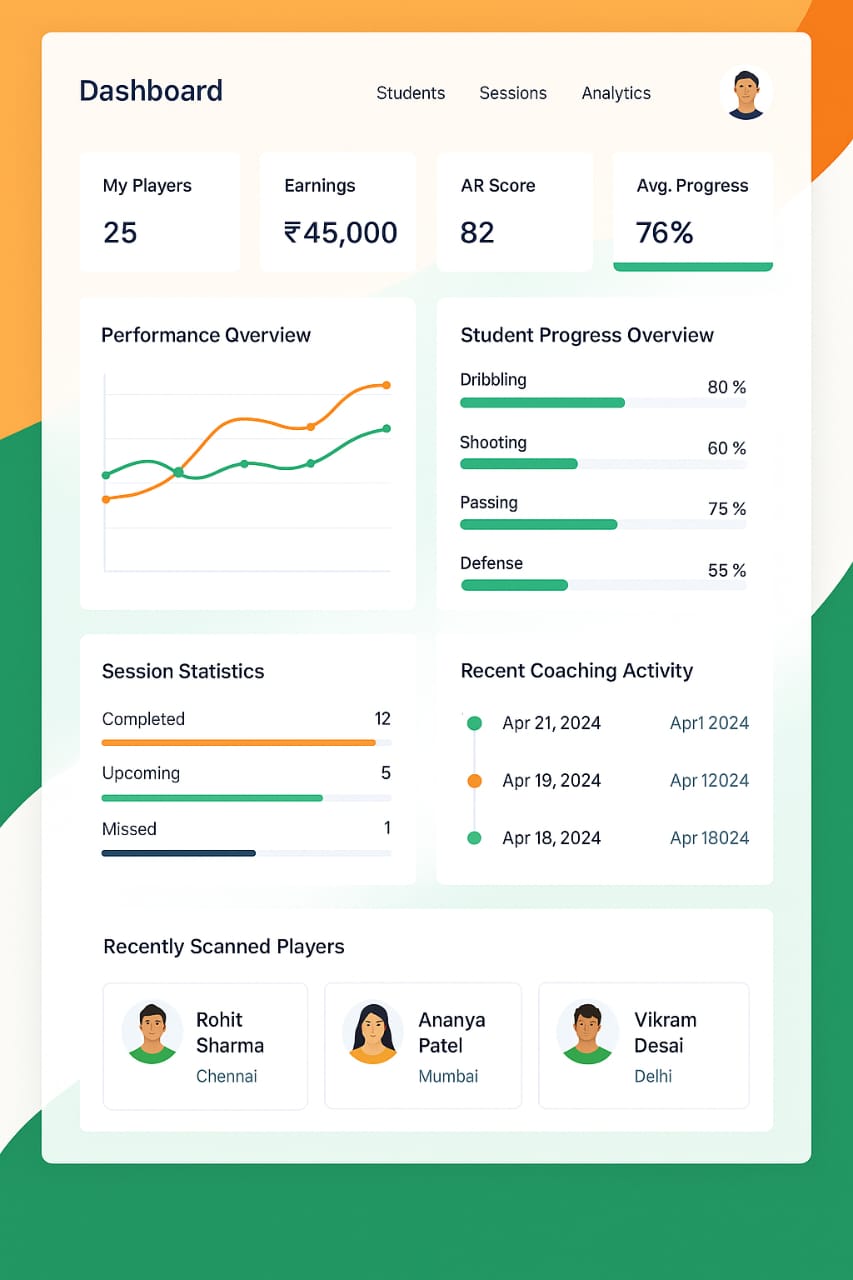 Dashboard
Students Sessions Analytics
My Players
25
Earnings
₹45,000
AR Score
82
Avg. Progress
76%
Performance Qverview
Student Progress Overview
Dribbling 80 %
Shooting 60 %
Passing 75 %
Defense 55 %
Session Statistics
Completed 12
Upcoming 5
Missed 1
Recent Coaching Activity
Apr 21, 2024 Apr1 2024
Apr 19, 2024 Apr 12024
Apr 18, 2024 Apr 18024
Recently Scanned Players
Rohit
Sharma
Chennai
Ananya
Patel
Mumbai
Vikram
Desai
Delhi